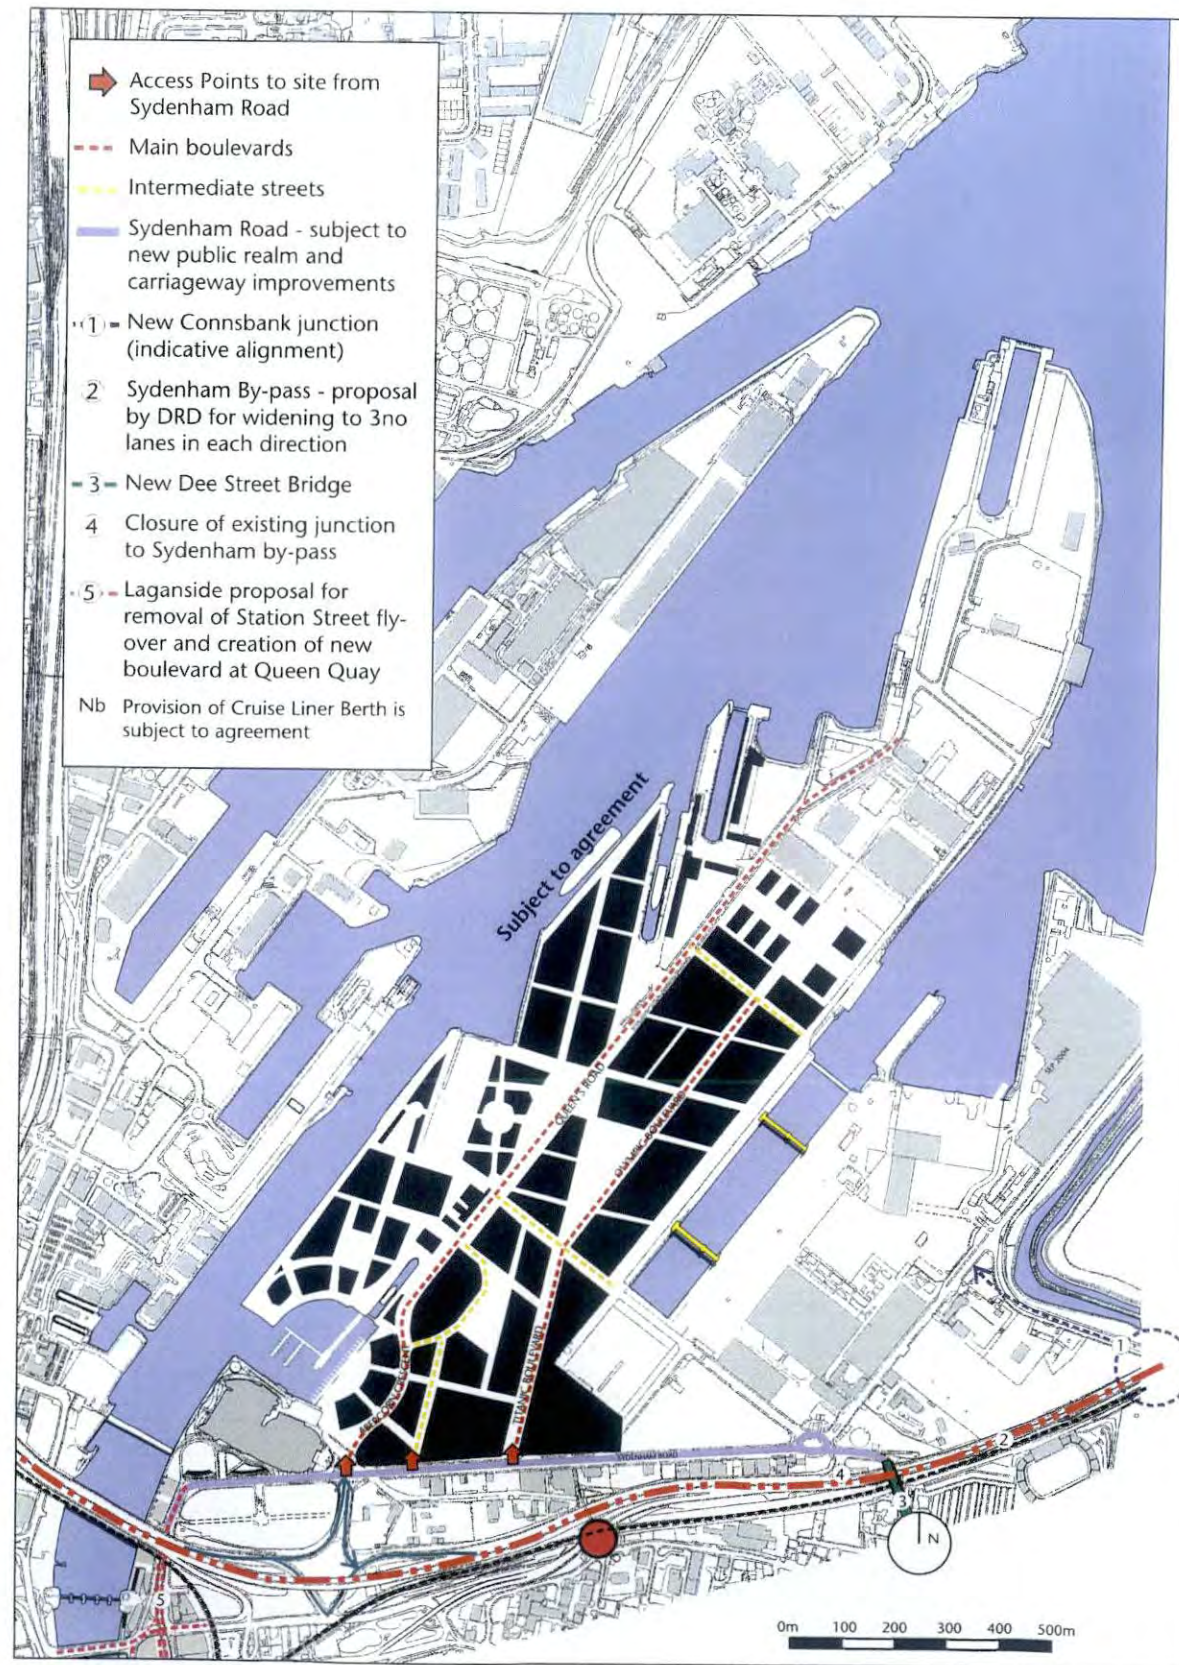 Access Points to site from
Sydenham Road
Main boulevards
Intermediate streets
Sydenham Road - subject to
new public realm and
carriageway improvements
1 New Connsbank junction
(indicative alignment)
2 Sydenham By-pass - proposal
by DRD for widening to 3no
lanes in each direction
3 New Dee Street Bridge
4 Closure of existing junction
to Sydenham by-pass
5 Laganside proposal for
removal of Station Street fly-
over and creation of new
boulevard at Queen Quay
Nb Provision of Cruise Liner Berth is
subject to agreement
Subject to agreement
QUEEN'S ROAD
SYDENHAM ROAD
1
2
4
3
5
N
0m 100 200 300 400 500m